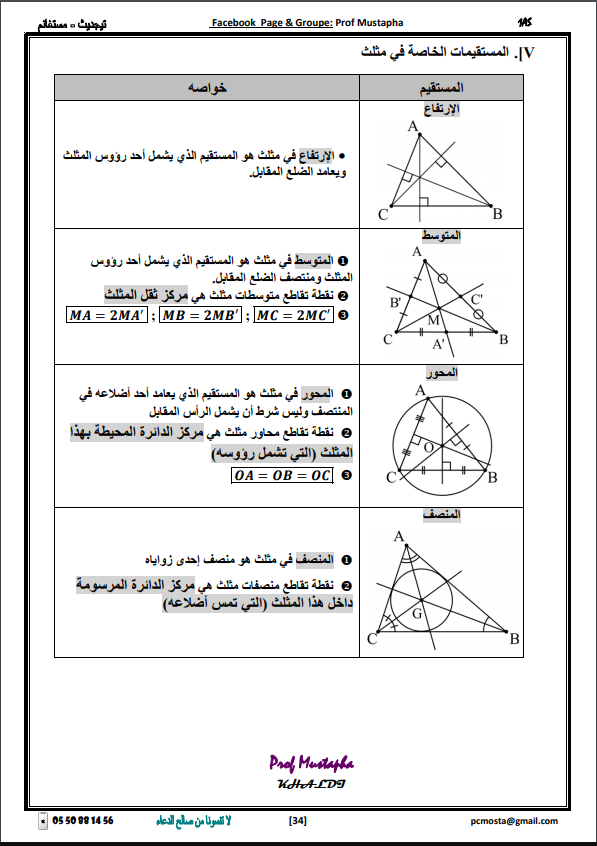 تيجديت - مستغانم Facebook Page & Groupe: Prof Mustapha 1AS
IV. المستقيمات الخاصة في مثلث
المستقيم
خواصه
الإرتفاع
A
C
B
● الإرتفاع في مثلث هو المستقيم الذي يشمل أحد رؤوس المثلث
ويعامد الضلع المقابل.
المتوسط
A
B'
C'
M
C
A'
B
❶ المتوسط في مثلث هو المستقيم الذي يشمل أحد رؤوس
المثلث ومنتصف الضلع المقابل.
❷ نقطة تقاطع متوسطات مثلث هي مركز ثقل المثلث
❸ MA = 2MA' ; MB = 2MB' ; MC = 2MC'
المحور
A
O
C
B
❶ المحور في مثلث هو المستقيم الذي يعامد أحد أضلاعه في
المنتصف وليس شرط أن يشمل الرأس المقابل
❷ نقطة تقاطع محاور مثلث هي مركز الدائرة المحيطة بهذا
المثلث (التي تشمل رؤوسه)
❸ OA = OB = OC
المنصف
A
G
C
B
❶ المنصف في مثلث هو منصف إحدى زواياه
❷ نقطة تقاطع منصفات مثلث هي مركز الدائرة المرسومة
داخل هذا المثلث (التي تمس أضلاعه)
Prof Mustapha
KHALDI
05 50 88 14 56 لا تنسونا من صالح الدعاء [34] pcmosta@gmail.com